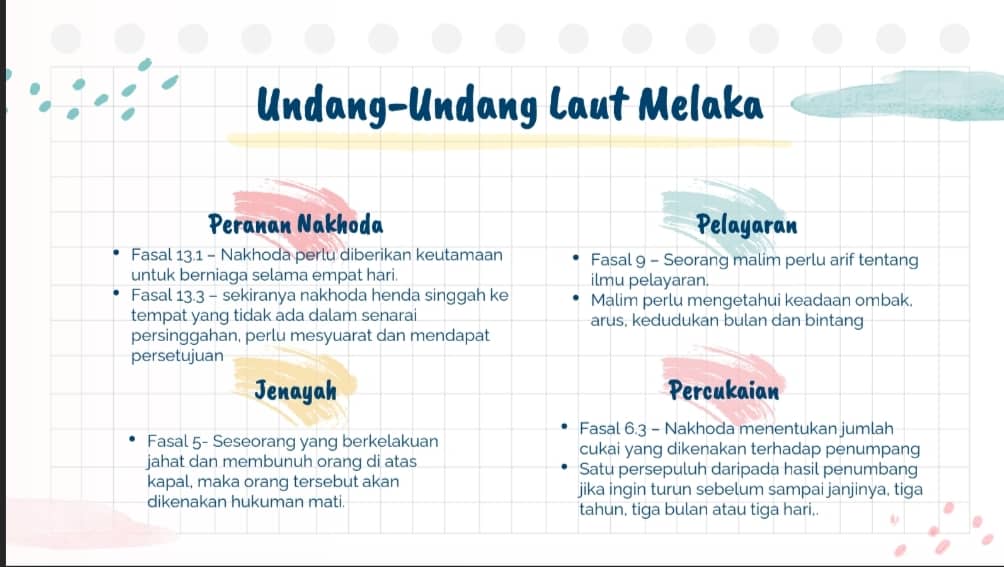 Undang-Undang Laut Melaka
Peranan Nakhoda
• Fasal 13.1 – Nakhoda perlu diberikan keutamaan
untuk berniaga selama empat hari.
• Fasal 13.3 – sekiranya nakhoda henda singgah ke
tempat yang tidak ada dalam senarai
persinggahan, perlu mesyuarat dan mendapat
persetujuan
Pelayaran
• Fasal 9 – Seorang malim perlu arif tentang
ilmu pelayaran.
• Malim perlu mengetahui keadaan ombak,
arus, kedudukan bulan dan bintang
Jenayah
• Fasal 5- Seseorang yang berkelakuan
jahat dan membunuh orang di atas
kapal, maka orang tersebut akan
dikenakan hukuman mati.
Percukaian
• Fasal 6.3 – Nakhoda menentukan jumlah
cukai yang dikenakan terhadap penumpang
• Satu persepuluh daripada hasil penumbang
jika ingin turun sebelum sampai janjinya, tiga
tahun, tiga bulan atau tiga hari,.